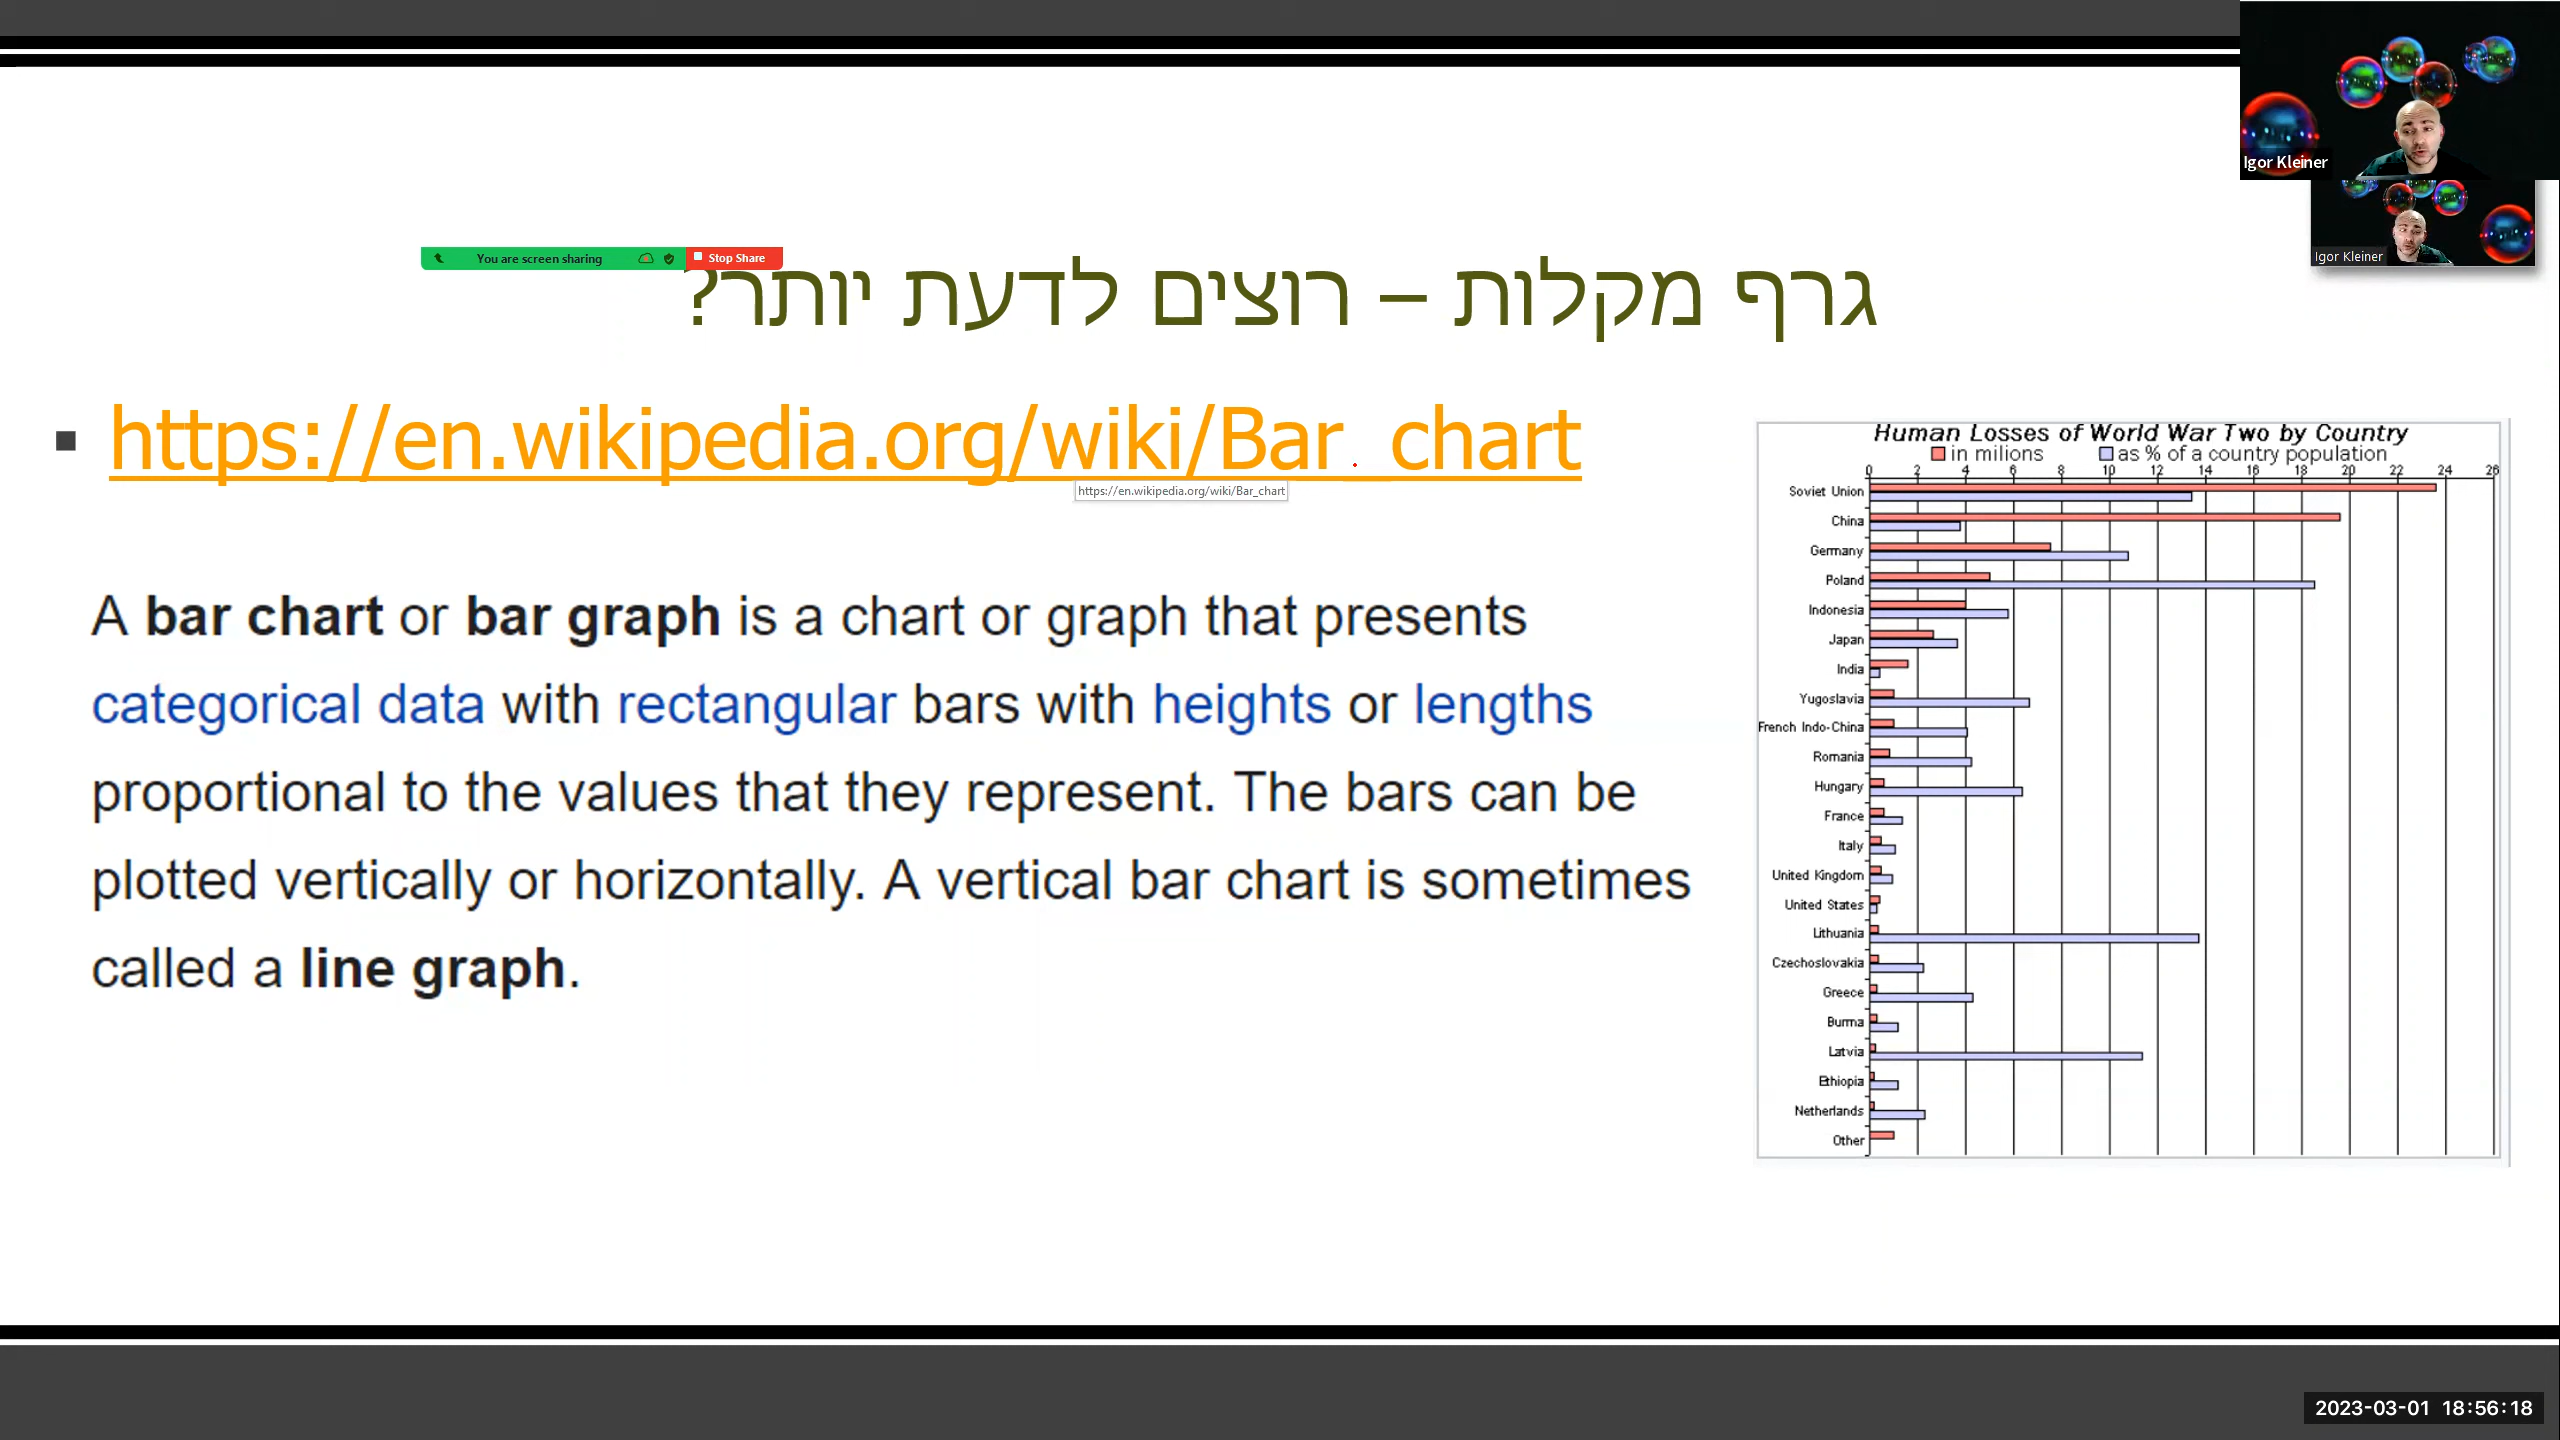 Igor Kleiner
Igor Kleiner
You are screen sharing
Stop Share
גרף מקלות – רוצים לדעת יותר?
▪ https://en.wikipedia.org/wiki/Bar_chart
https://en.wikipedia.org/wiki/Bar_chart
A bar chart or bar graph is a chart or graph that presents
categorical data with rectangular bars with heights or lengths
proportional to the values that they represent. The bars can be
plotted vertically or horizontally. A vertical bar chart is sometimes
called a line graph.
Human Losses of World War Two by Country
in milions as % of a country population
0 2 4 6 8 10 12 14 16 18 20 22 24 26
Soviet Union
China
Germany
Poland
Indonesia
Japan
India
Yugoslavia
French Indo-China
Romania
Hungary
France
Italy
United Kingdom
United States
Lithuania
Czechoslovakia
Greece
Burma
Latvia
Ethiopia
Netherlands
Other
2023-03-01 18:56:18